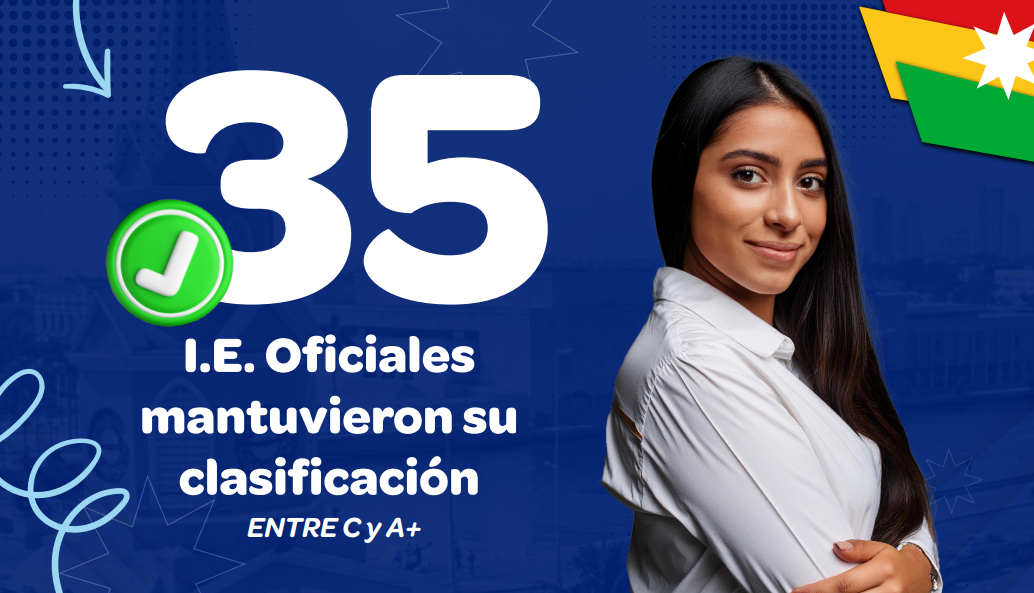 35
I.E. Oficiales
mantuvieron su
clasificación
ENTRE C y A+